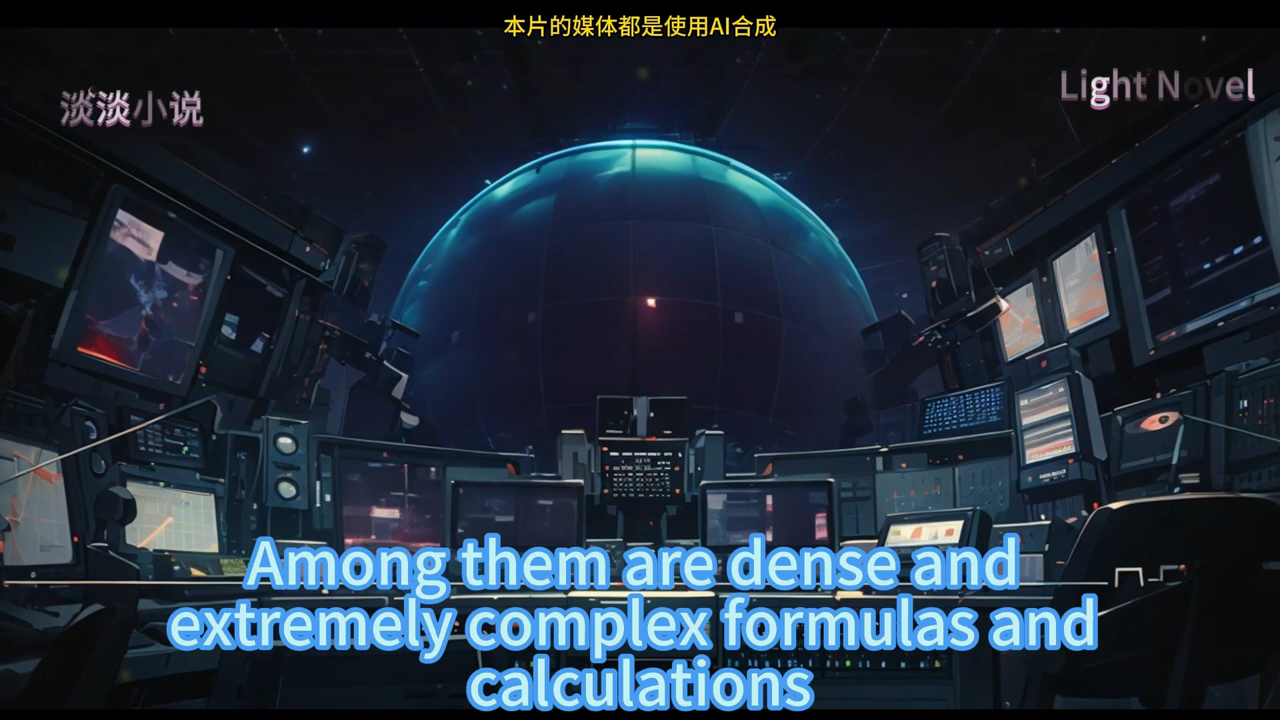 本片的媒体都是使用AI合成
淡淡小说
Light Novel
Among them are dense and
extremely complex formulas and
calculations